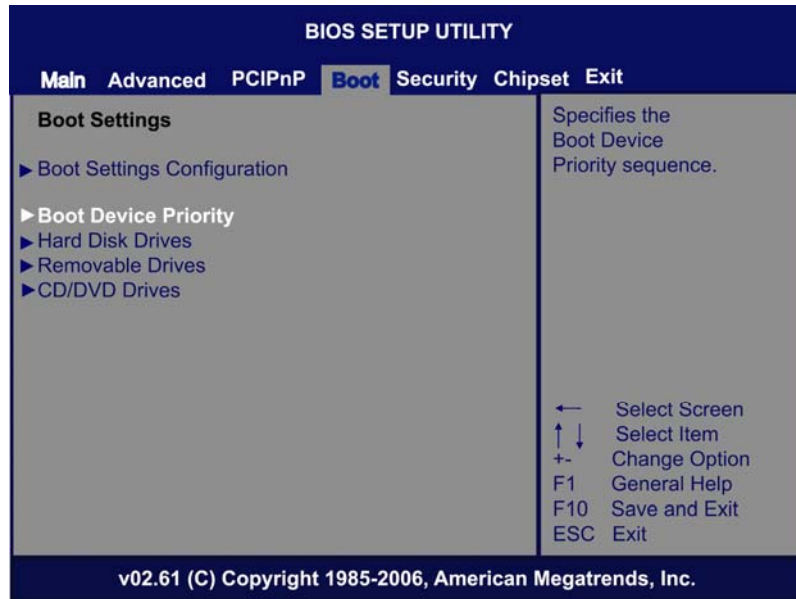 BIOS SETUP UTILITY
Main Advanced PCIPnP Boot Security Chipset Exit
Boot Settings
► Boot Settings Configuration
► Boot Device Priority
► Hard Disk Drives
► Removable Drives
► CD/DVD Drives
Specifies the
Boot Device
Priority sequence.
← Select Screen
↑ ↓ Select Item
+- Change Option
F1 General Help
F10 Save and Exit
ESC Exit
v02.61 (C) Copyright 1985-2006, American Megatrends, Inc.